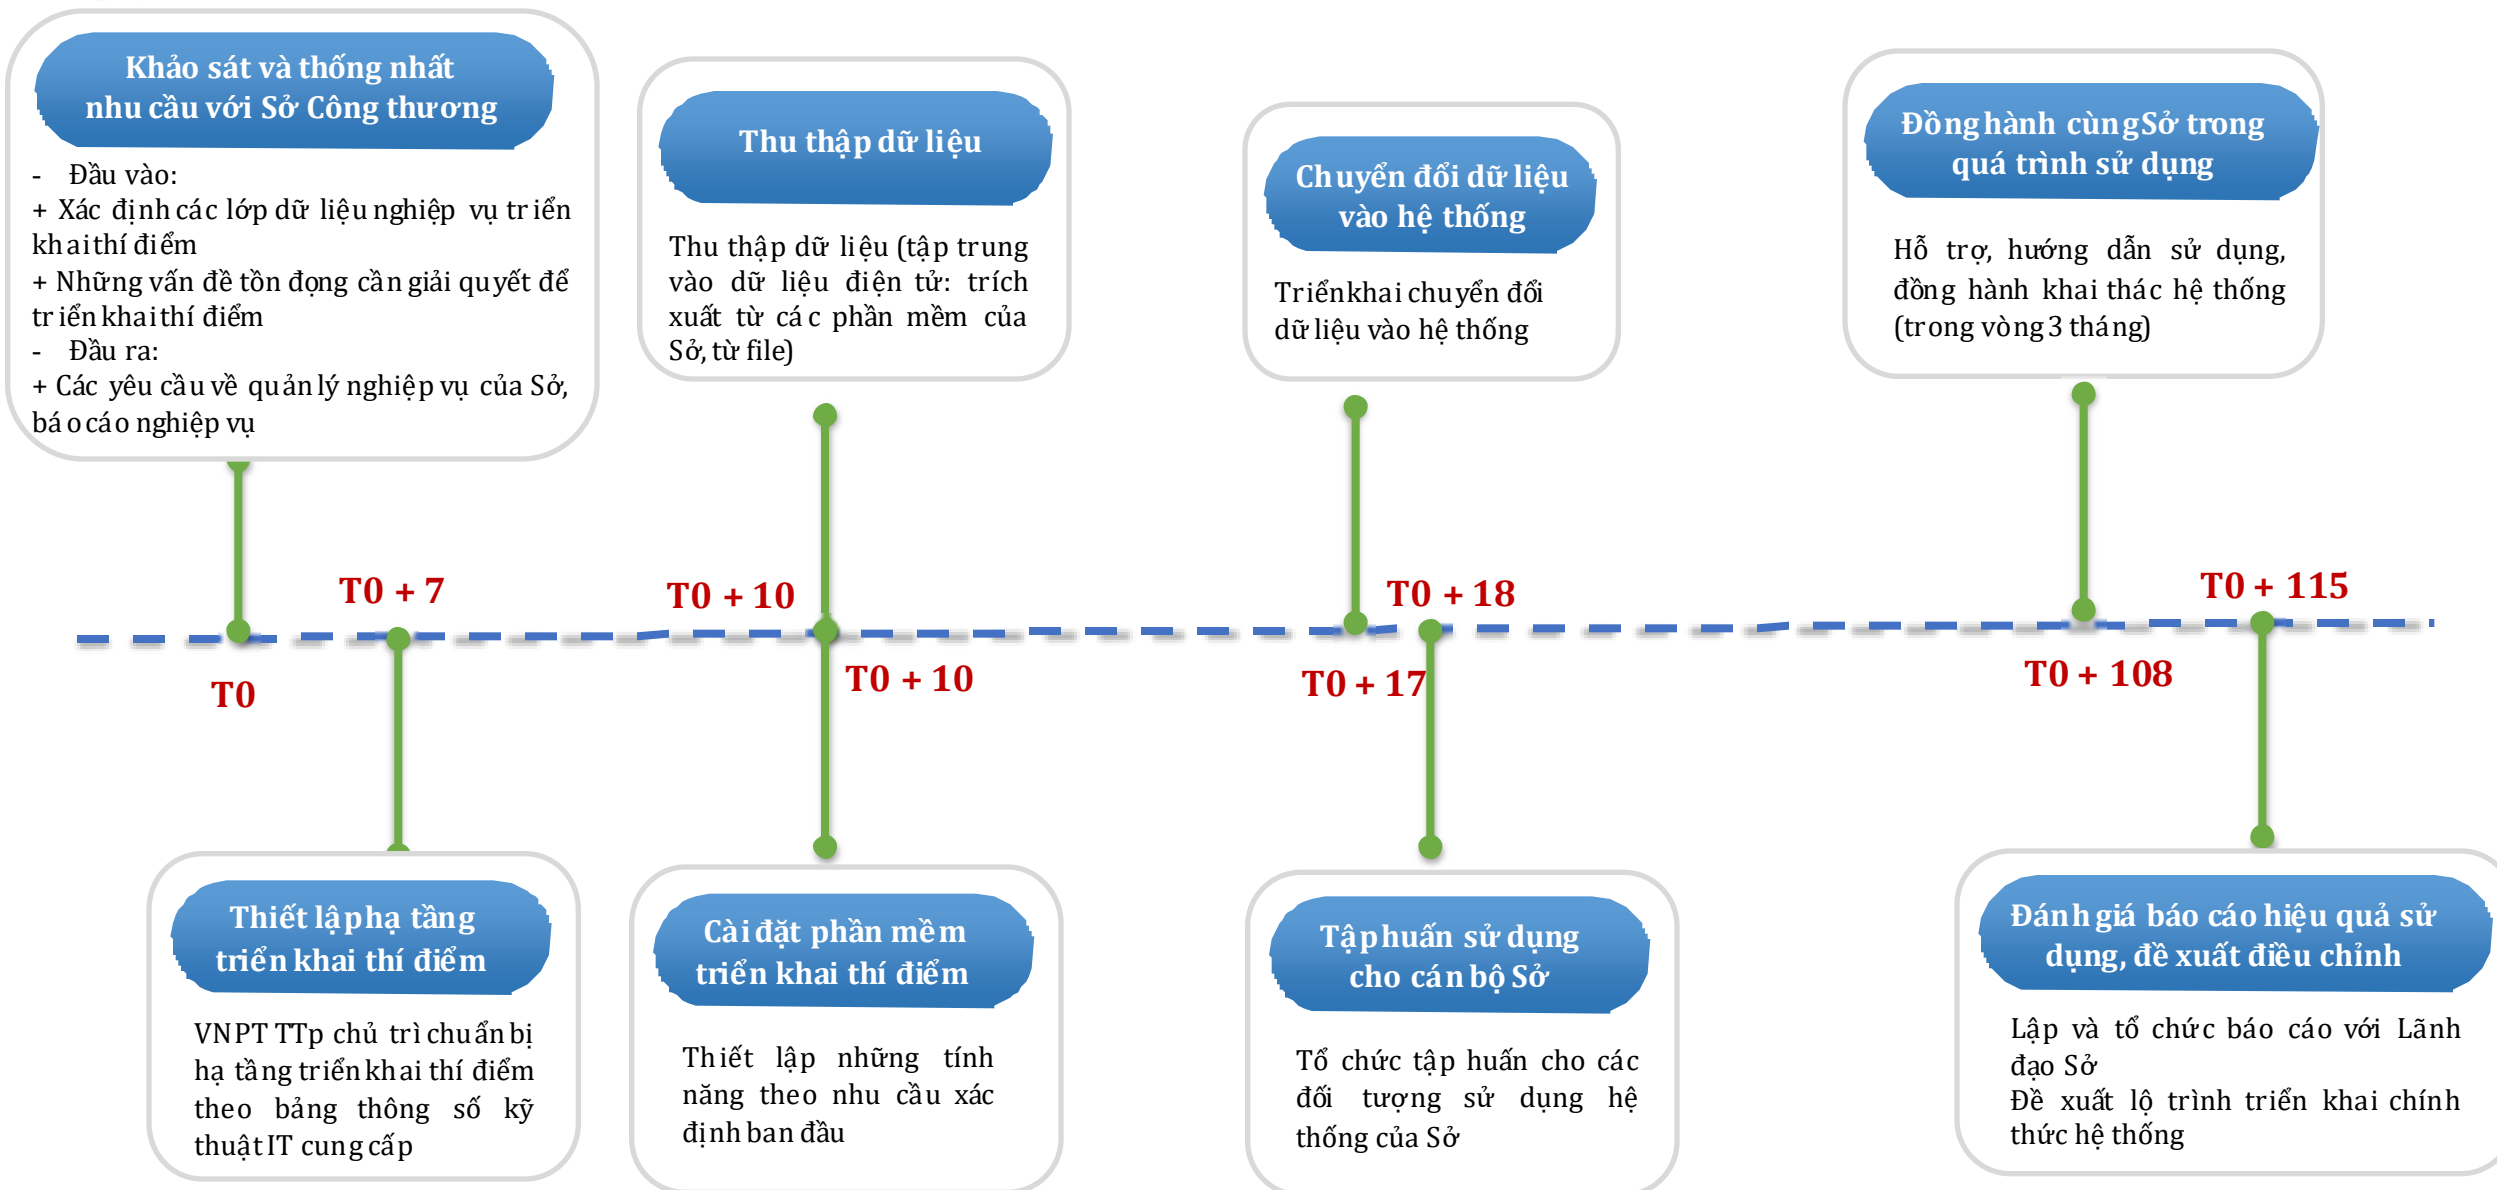 Khảo sát và thống nhất
nhu cầu với Sở Công thương
- Đầu vào:
+ Xác định các lớp dữ liệu nghiệp vụ triển
khai thí điểm
+ Những vấn đề tồn đọng cần giải quyết để
triển khai thí điểm
- Đầu ra:
+ Các yêu cầu về quản lý nghiệp vụ của Sở,
báo cáo nghiệp vụ
Thu thập dữ liệu
Thu thập dữ liệu (tập trung
vào dữ liệu điện tử: trích
xuất từ các phần mềm của
Sở, từ file)
Chuyển đổi dữ liệu
vào hệ thống
Triển khai chuyển đổi
dữ liệu vào hệ thống
Đồng hành cùng Sở trong
quá trình sử dụng
Hỗ trợ, hướng dẫn sử dụng,
đồng hành khai thác hệ thống
(trong vòng 3 tháng)
T0
T0 + 7
T0 + 10
T0 + 10
T0 + 17
T0 + 18
T0 + 108
T0 + 115
Thiết lập hạ tầng
triển khai thí điểm
VNPT TTp chủ trì chuẩn bị
hạ tầng triển khai thí điểm
theo bảng thông số kỹ
thuật IT cung cấp
Cài đặt phần mềm
triển khai thí điểm
Thiết lập những tính
năng theo nhu cầu xác
định ban đầu
Tập huấn sử dụng
cho cán bộ Sở
Tổ chức tập huấn cho các
đối tượng sử dụng hệ
thống của Sở
Đánh giá báo cáo hiệu quả sử
dụng, đề xuất điều chỉnh
Lập và tổ chức báo cáo với Lãnh
đạo Sở
Đề xuất lộ trình triển khai chính
thức hệ thống